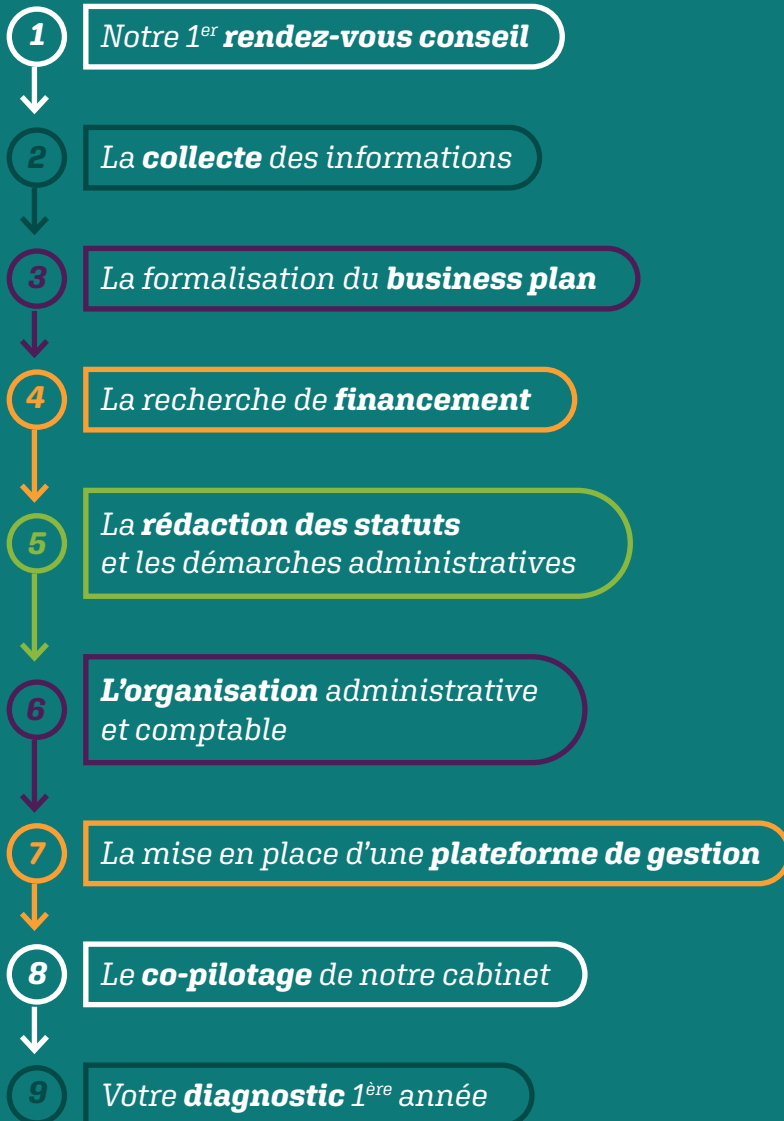 1 Notre 1er rendez-vous conseil
2 La collecte des informations
3 La formalisation du business plan
4 La recherche de financement
5 La rédaction des statuts
et les démarches administratives
6 L’organisation administrative
et comptable
7 La mise en place d’une plateforme de gestion
8 Le co-pilotage de notre cabinet
9 Votre diagnostic 1ère année